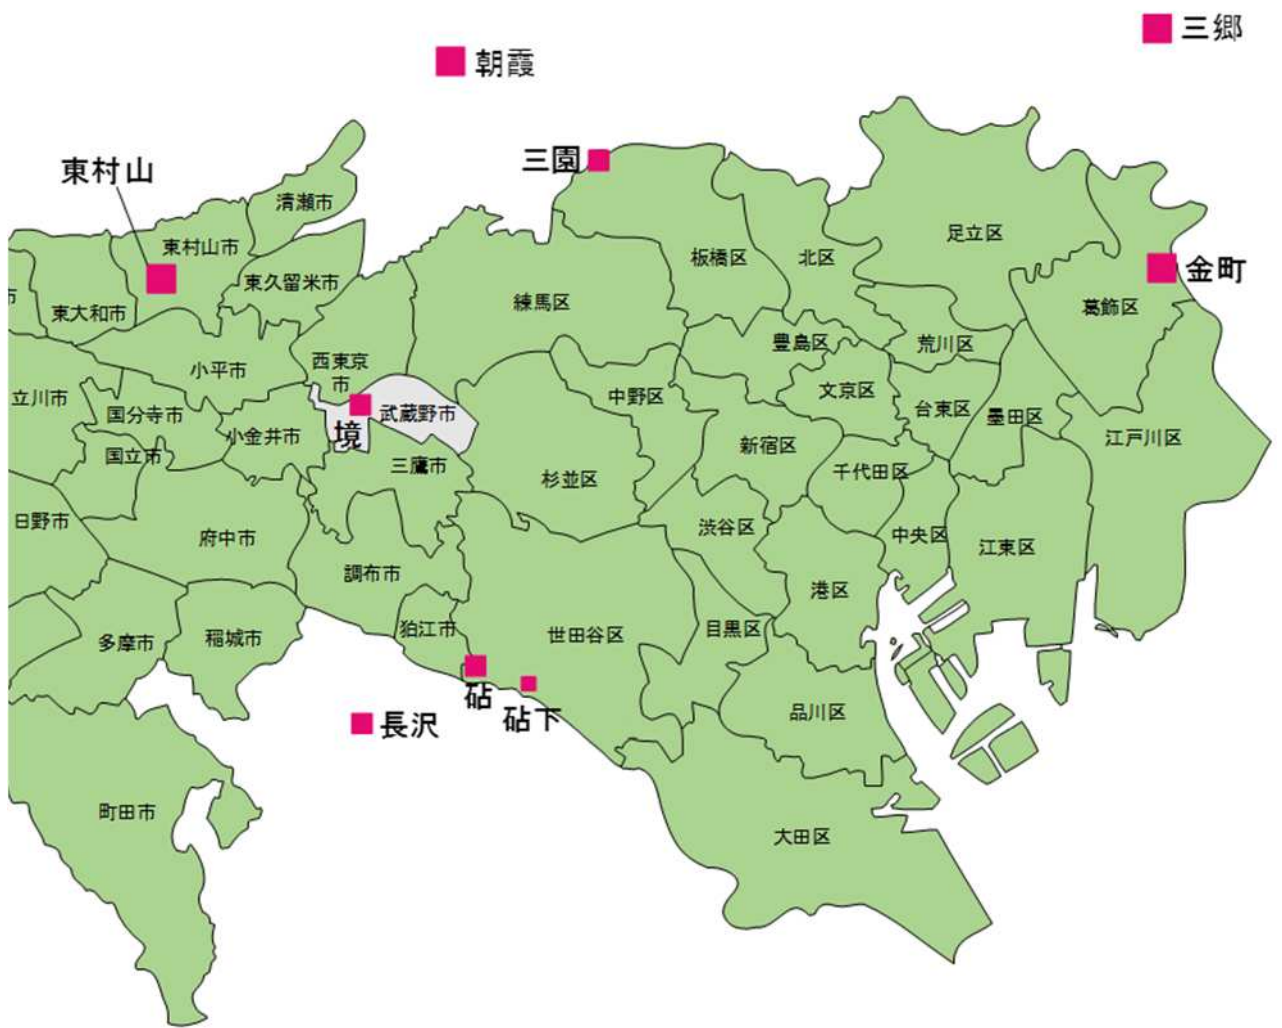 三郷
朝霞
三園
東村山
清瀬市
東村山市
足立区
板橋区
北区
金町
東久留米市
市
東大和市
練馬区
葛飾区
豊島区
荒川区
小平市
西東京
市
文京区
立川市
中野区
国分寺市
武蔵野市
台東区
墨田区
境
小金井市
新宿区
江戸川区
国立市
三鷹市
千代田区
杉並区
日野市
府中市
渋谷区
中央区
江東区
調布市
港区
多摩市
稲城市
狛江市
世田谷区
目黒区
砧
砧下
長沢
品川区
町田市
大田区